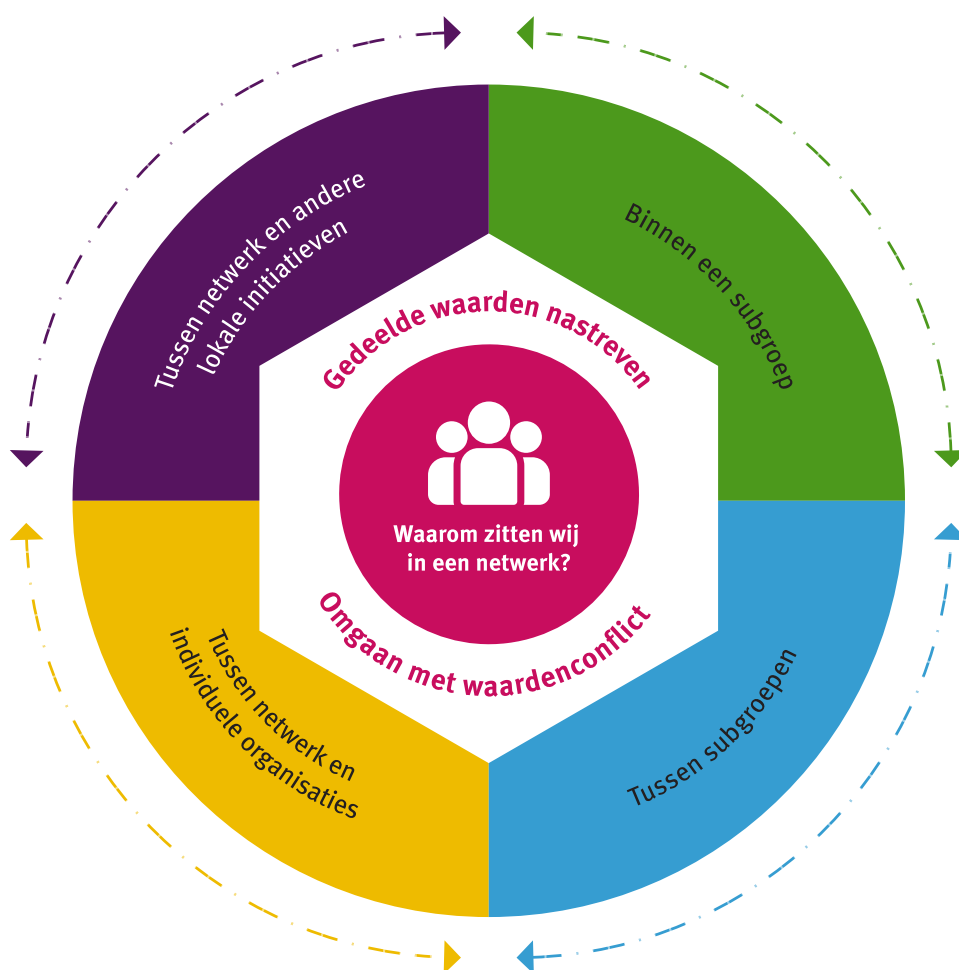 Tussen netwerk en andere
lokale initiatieven
Binnen een subgroep
Gedeelde waarden nastreven
Waarom zitten wij
in een netwerk?
Omgaan met waardenconflict
Tussen netwerk en
individuele organisaties
Tussen subgroepen